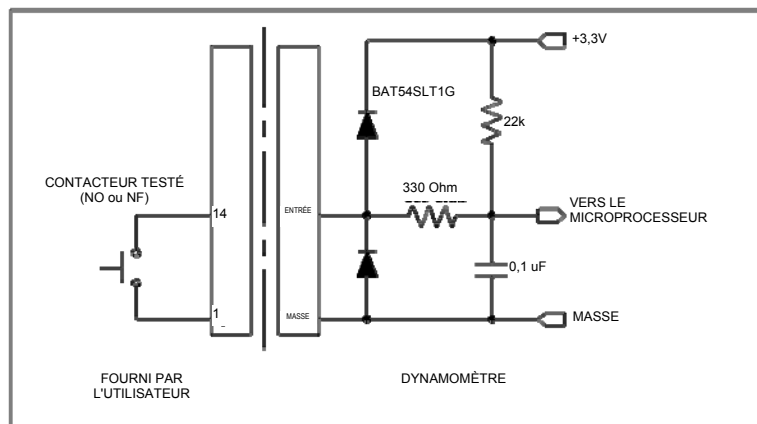 +3,3V
BAT54SLT1G
22k
CONTACTEUR TESTÉ
(NO ou NF)
330 Ohm
14
ENTRÉE
VERS LE
MICROPROCESSEUR
0,1 uF
1
MASSE
MASSE
FOURNI PAR
L'UTILISATEUR
DYNAMOMÈTRE